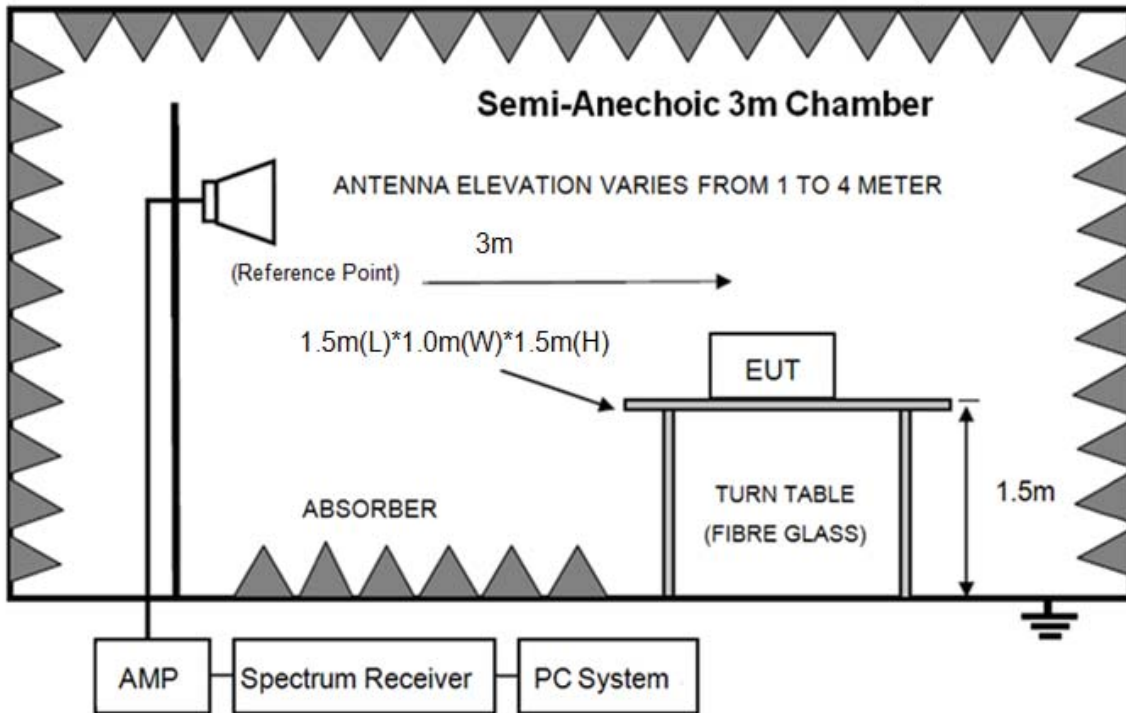 Semi-Anechoic 3m Chamber
ANTENNA ELEVATION VARIES FROM 1 TO 4 METER
3m
(Reference Point)
1.5m(L)*1.0m(W)*1.5m(H)
EUT
ABSORBER
TURN TABLE
(FIBRE GLASS)
1.5m
AMP
Spectrum Receiver
PC System